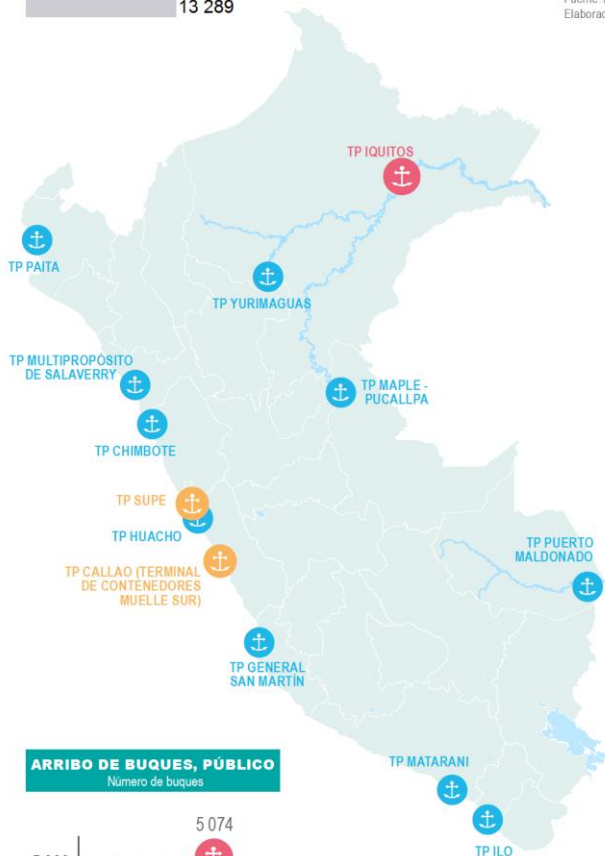 13 289
Elaborac
TP IQUITOS
TP PAITA
TP YURIMAGUAS
TP MULTIPROPÓSITO
DE SALAVERRY
TP MAPLE -
PUCALLPA
TP CHIMBOTE
TP SUPE
TP HUACHO
TP PUERTO
MALDONADO
TP CALLAO (TERMINAL
DE CONTENEDORES
MUELLE SUR)
TP GENERAL
SAN MARTÍN
TP MATARANI
TP ILO
ARRIBO DE BUQUES, PÚBLICO
Número de buques
5 074